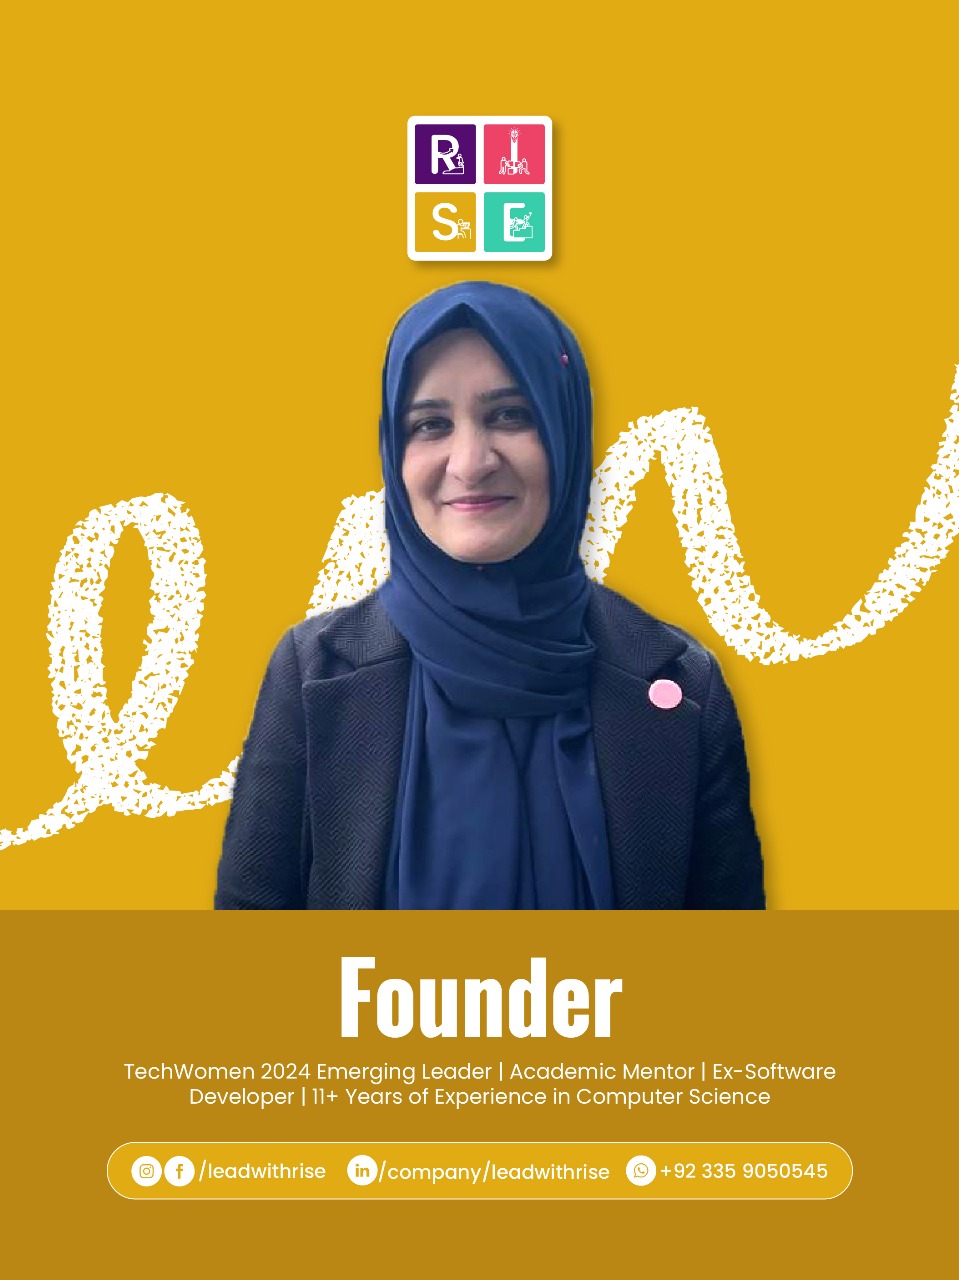 R I
S E
Founder
TechWomen 2024 Emerging Leader | Academic Mentor | Ex-Software
Developer | 11+ Years of Experience in Computer Science
/leadwithrise in/company/leadwithrise +92 335 9050545